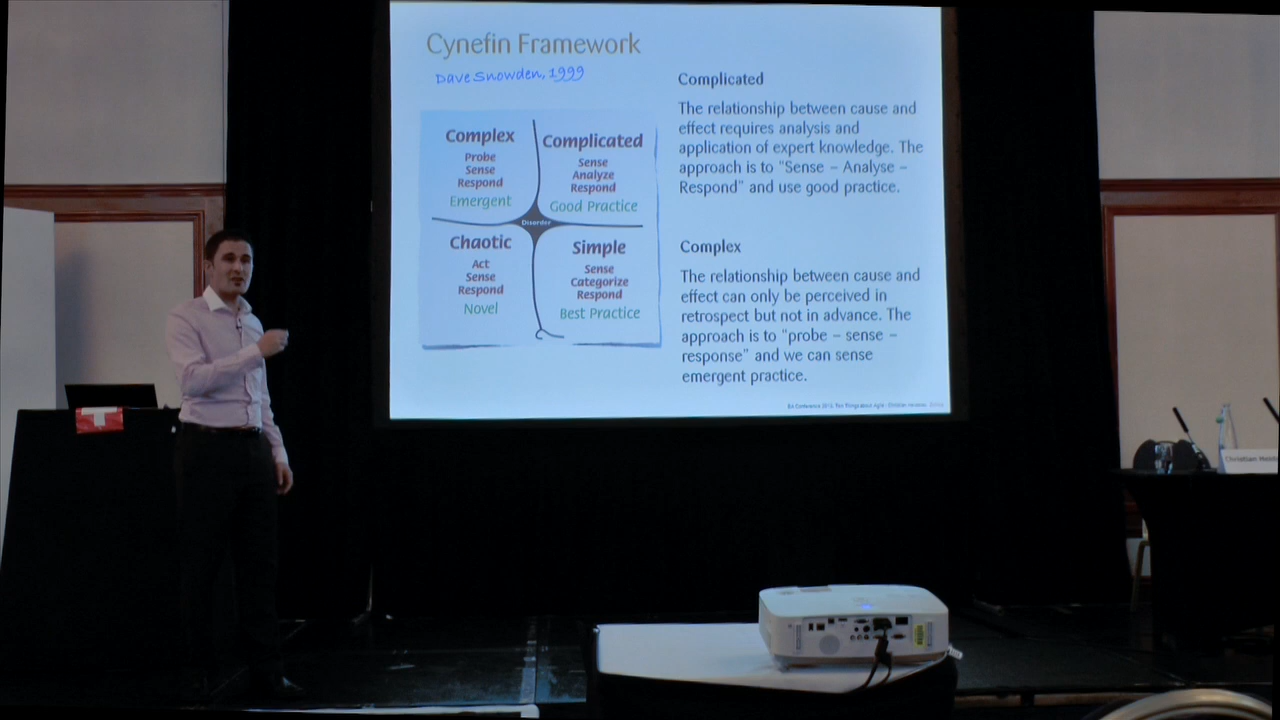 Cynefin Framework
Dave Snowden, 1999
Complex
Probe
Sense
Respond
Emergent
Complicated
Sense
Analyze
Respond
Good Practice
Disorder
Chaotic
Act
Sense
Respond
Novel
Simple
Sense
Categorize
Respond
Best Practice
Complicated
The relationship between cause and
effect requires analysis and
application of expert knowledge. The
approach is to "Sense – Analyse –
Respond" and use good practice.
Complex
The relationship between cause and
effect can only be perceived in
retrospect but not in advance. The
approach is to "probe – sense –
response" and we can sense
emergent practice.
Christian